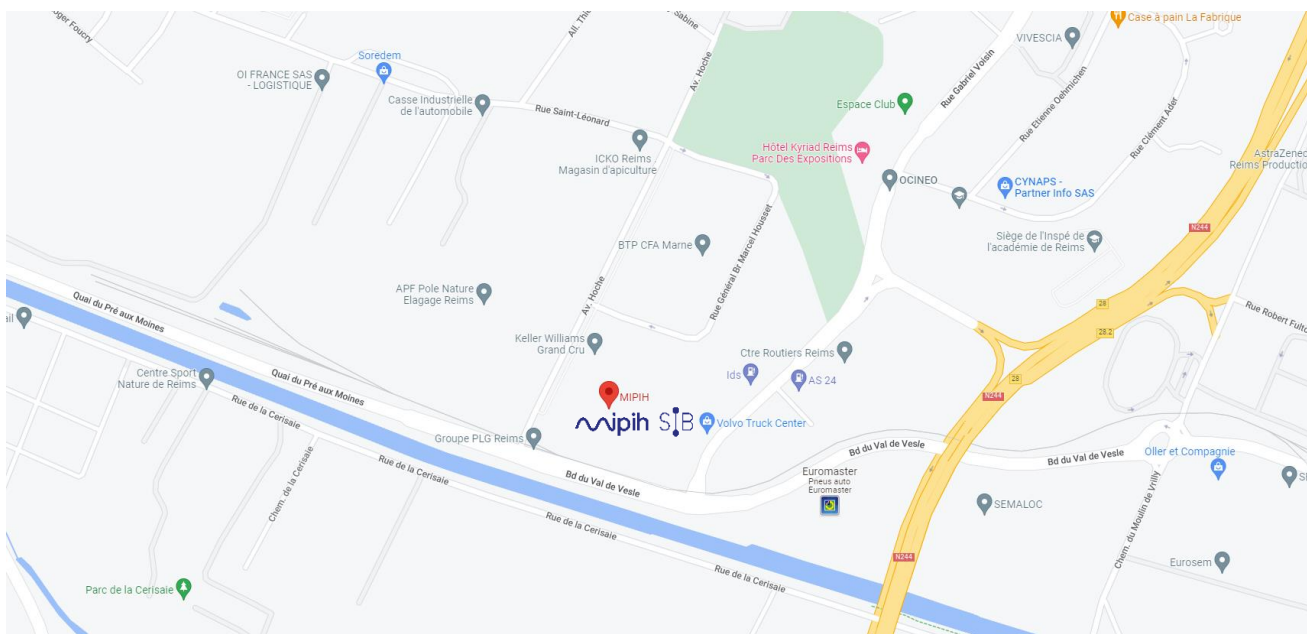 oger Foucry
All. Thié
Sabine
Case à pain La Fabrique
VIVESCIA
Soredem
OI FRANCE SAS
- LOGISTIQUE
Av. Hoche
Rue Gabriel Voisin
Rue Etienne Oehmichen
Rue Clément Ader
Casse Industrielle
de l'automobile
Rue Saint-Léonard
Espace Club
ICKO Reims
Magasin d'apiculture
Hôtel Kyriad Reims
Parc Des Expositions
AstraZenec
Reims Production
OCINEO
CYNAPS -
Partner Info SAS
BTP CFA Marne
Siège de l'Inspé de
l'académie de Reims
N244
Rue Général Br Marcel Housset
APF Pole Nature
Elagage Reims
Av. Hoche
Quai du Pré aux Moines
28
28.2
Rue Robert Fulto
ail
Keller Williams
Grand Cru
Ctre Routiers Reims
Ids
AS 24
28
N244
Centre Sport
Nature de Reims
Quai du Pré aux Moines
Rue de la Cerisaie
MIPIH
mipih SIB
Volvo Truck Center
Groupe PLG Reims
Bd du Val de Vesle
Bd du Val de Vesle
Oller et Compagnie
Rue de la Cerisaie
Bd du Val de Vesle
Euromaster
Pneus auto
Euromaster
SI
Chem. de la Cerisaie
SEMALOC
Chem. du Moulin de Vrilly
Rue de la Cerisaie
N244
Eurosem
Parc de la Cerisaie
Rue de la Cerisaie